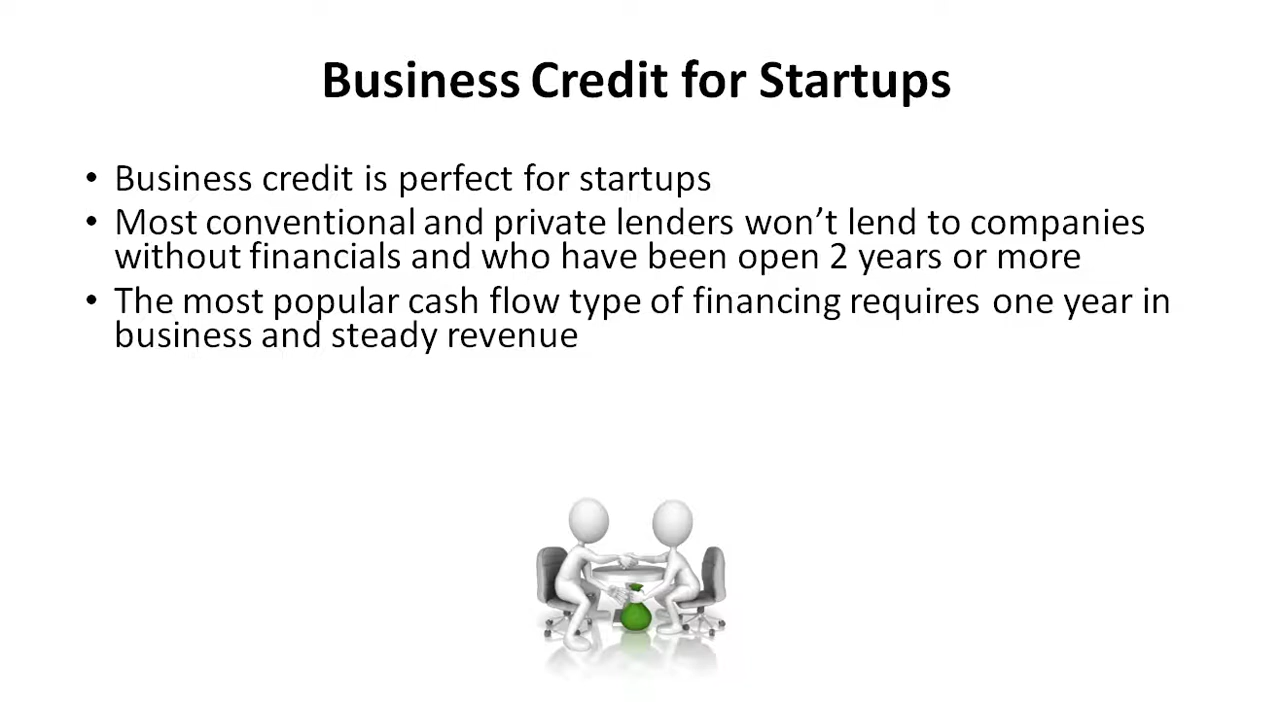 Business Credit for Startups
• Business credit is perfect for startups
• Most conventional and private lenders won’t lend to companies
without financials and who have been open 2 years or more
• The most popular cash flow type of financing requires one year in
business and steady revenue